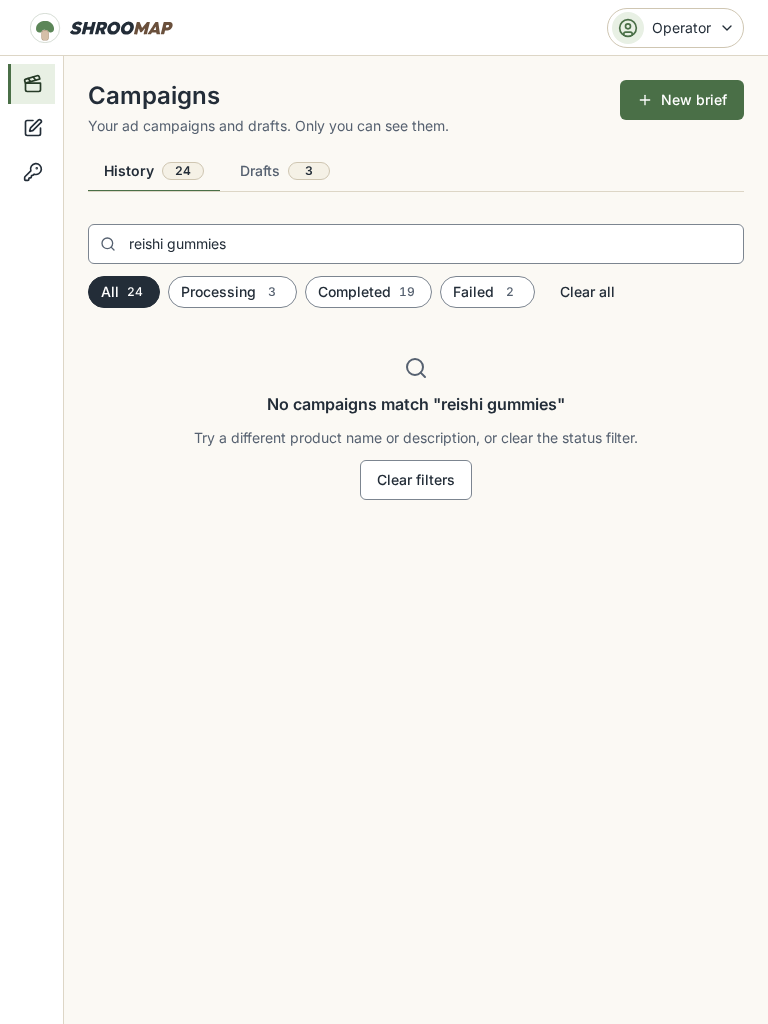 SHROOMAP
Operator
Campaigns
Your ad campaigns and drafts. Only you can see them.
New brief
History 24
Drafts 3
reishi gummies
All 24
Processing 3
Completed 19
Failed 2
Clear all
No campaigns match "reishi gummies"
Try a different product name or description, or clear the status filter.
Clear filters